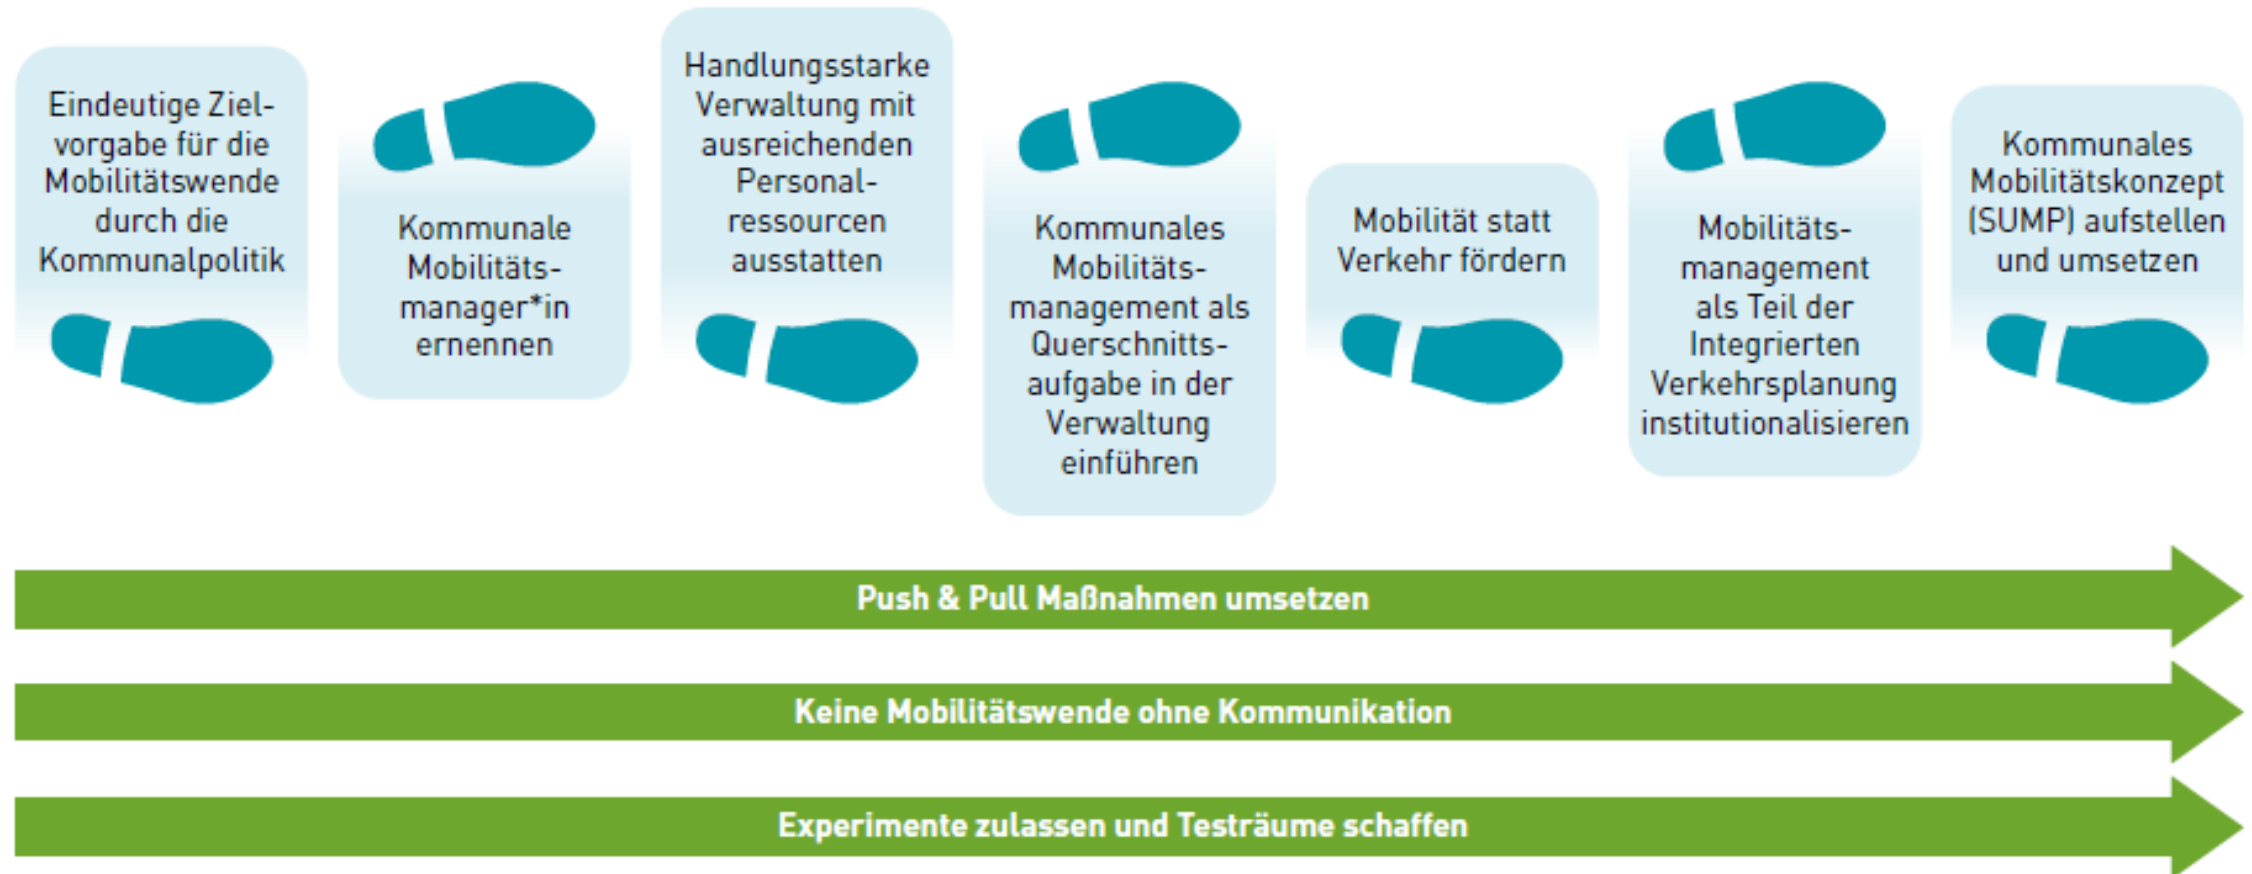 Eindeutige Ziel-
vorgabe für die
Mobilitätswende
durch die
Kommunalpolitik
Kommunale
Mobilitäts-
manager*in
ernennen
Handlungsstarke
Verwaltung mit
ausreichenden
Personal-
ressourcen
ausstatten
Kommunales
Mobilitäts-
management als
Querschnitts-
aufgabe in der
Verwaltung
einführen
Mobilität statt
Verkehr fördern
Mobilitäts-
management
als Teil der
Integrierten
Verkehrsplanung
institutionalisieren
Kommunales
Mobilitätskonzept
(SUMP) aufstellen
und umsetzen
Push & Pull Maßnahmen umsetzen
Keine Mobilitätswende ohne Kommunikation
Experimente zulassen und Testräume schaffen